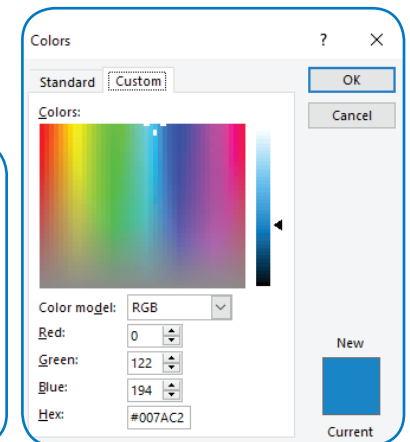 Colors ? ×
Standard Custom OK
Cancel
Colors:
Color model: RGB
Red: 0
Green: 122
Blue: 194
Hex: #007AC2
New
Current